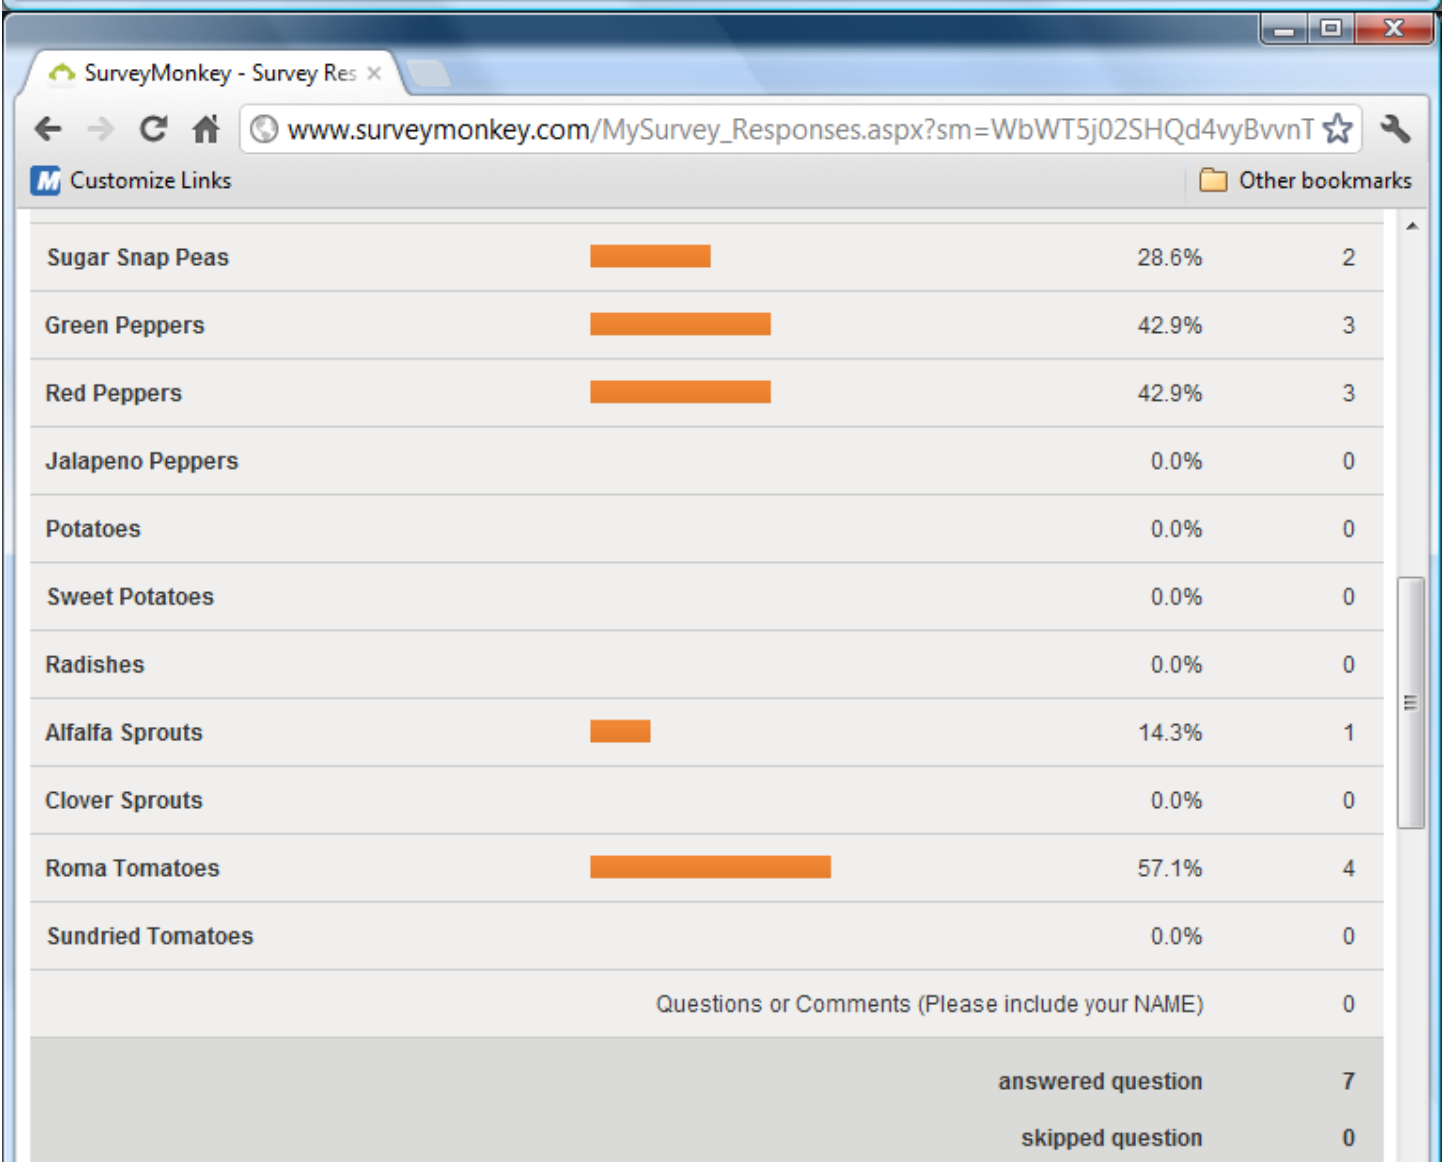 SurveyMonkey - Survey Res
www.surveymonkey.com/MySurvey_Responses.aspx?sm=WbWT5j02SHQd4vyBvvnT
M Customize Links Other bookmarks
Sugar Snap Peas 28.6% 2
Green Peppers 42.9% 3
Red Peppers 42.9% 3
Jalapeno Peppers 0.0% 0
Potatoes 0.0% 0
Sweet Potatoes 0.0% 0
Radishes 0.0% 0
Alfalfa Sprouts 14.3% 1
Clover Sprouts 0.0% 0
Roma Tomatoes 57.1% 4
Sundried Tomatoes 0.0% 0
Questions or Comments (Please include your NAME) 0
answered question 7
skipped question 0